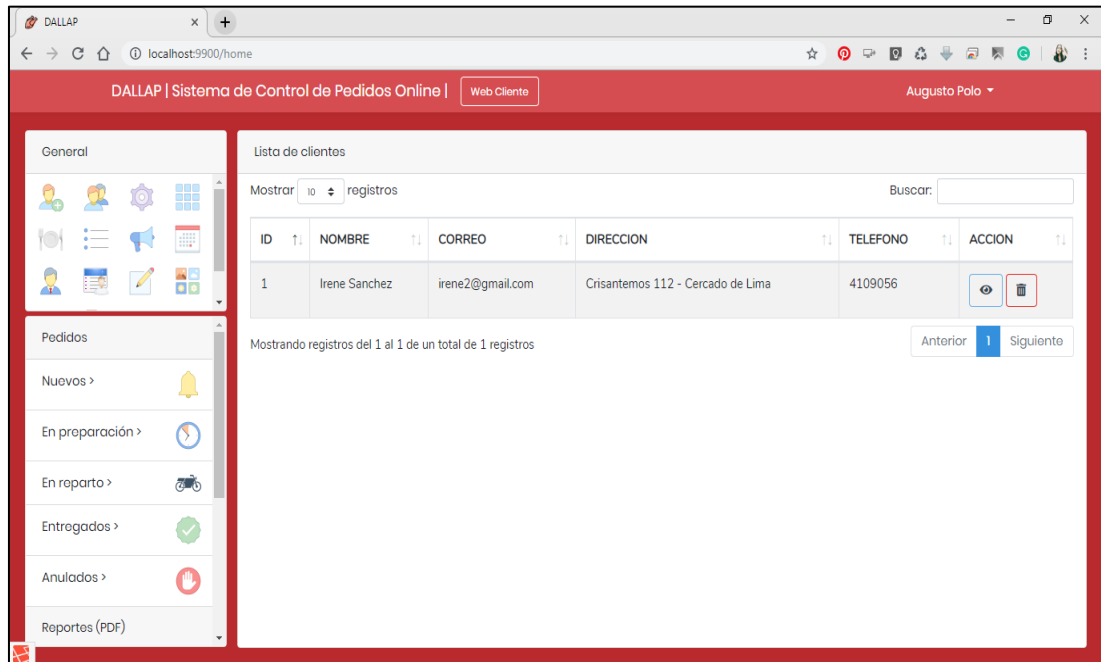 DALLAP
localhost:9900/home
DALLAP | Sistema de Control de Pedidos Online |
Web Cliente
Augusto Polo
General
Lista de clientes
Mostrar 10 registros
Buscar:
ID NOMBRE CORREO DIRECCION TELEFONO ACCION
1 Irene Sanchez irene2@gmail.com Crisantemos 112 - Cercado de Lima 4109056
Mostrando registros del 1 al 1 de un total de 1 registros
Anterior 1 Siguiente
Pedidos
Nuevos >
En preparación >
En reparto >
Entregados >
Anulados >
Reportes (PDF)